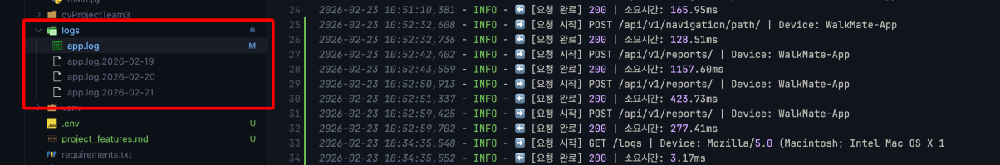 main.py
cvProjectTeam3
logs
app.log M
app.log.2026-02-19
app.log.2026-02-20
app.log.2026-02-21
venv
.env U
project_features.md U
requirements.txt
24 2026-02-23 10:51:10,381 - INFO - ⬅️ [요청 완료] 200 | 소요시간: 165.95ms
25 2026-02-23 10:52:32,608 - INFO - ➡️ [요청 시작] POST /api/v1/navigation/path/ | Device: WalkMate-App
26 2026-02-23 10:52:32,736 - INFO - ⬅️ [요청 완료] 200 | 소요시간: 128.51ms
27 2026-02-23 10:52:42,402 - INFO - ➡️ [요청 시작] POST /api/v1/reports/ | Device: WalkMate-App
28 2026-02-23 10:52:43,559 - INFO - ⬅️ [요청 완료] 200 | 소요시간: 1157.60ms
29 2026-02-23 10:52:50,913 - INFO - ➡️ [요청 시작] POST /api/v1/reports/ | Device: WalkMate-App
30 2026-02-23 10:52:51,337 - INFO - ⬅️ [요청 완료] 200 | 소요시간: 423.73ms
31 2026-02-23 10:52:59,425 - INFO - ➡️ [요청 시작] POST /api/v1/reports/ | Device: WalkMate-App
32 2026-02-23 10:52:59,702 - INFO - ⬅️ [요청 완료] 200 | 소요시간: 277.41ms
33 2026-02-23 18:34:35,548 - INFO - ➡️ [요청 시작] GET /logs | Device: Mozilla/5.0 (Macintosh; Intel Mac OS X 1
34 2026-02-23 18:34:35,552 - INFO - ⬅️ [요청 완료] 200 | 소요시간: 3.17ms